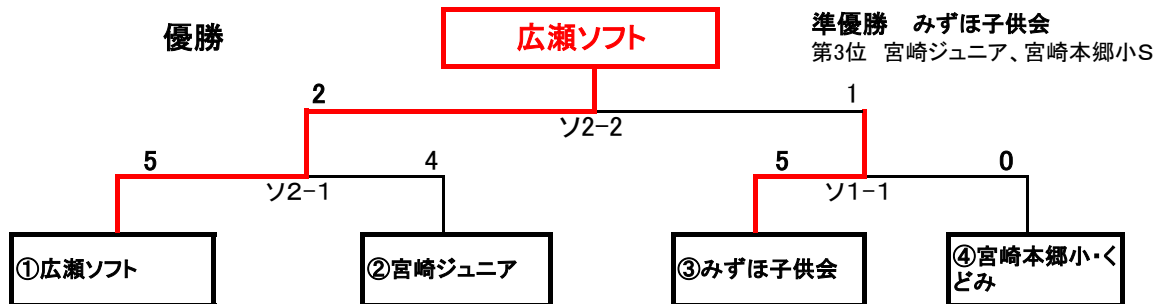 優勝
広瀬ソフト
準優勝 みずほ子供会
第3位 宮崎ジュニア、宮崎本郷小S
2
1
ソ2-2
5
4
5
0
ソ2-1
ソ1-1
①広瀬ソフト
②宮崎ジュニア
③みずほ子供会
④宮崎本郷小・く
どみ